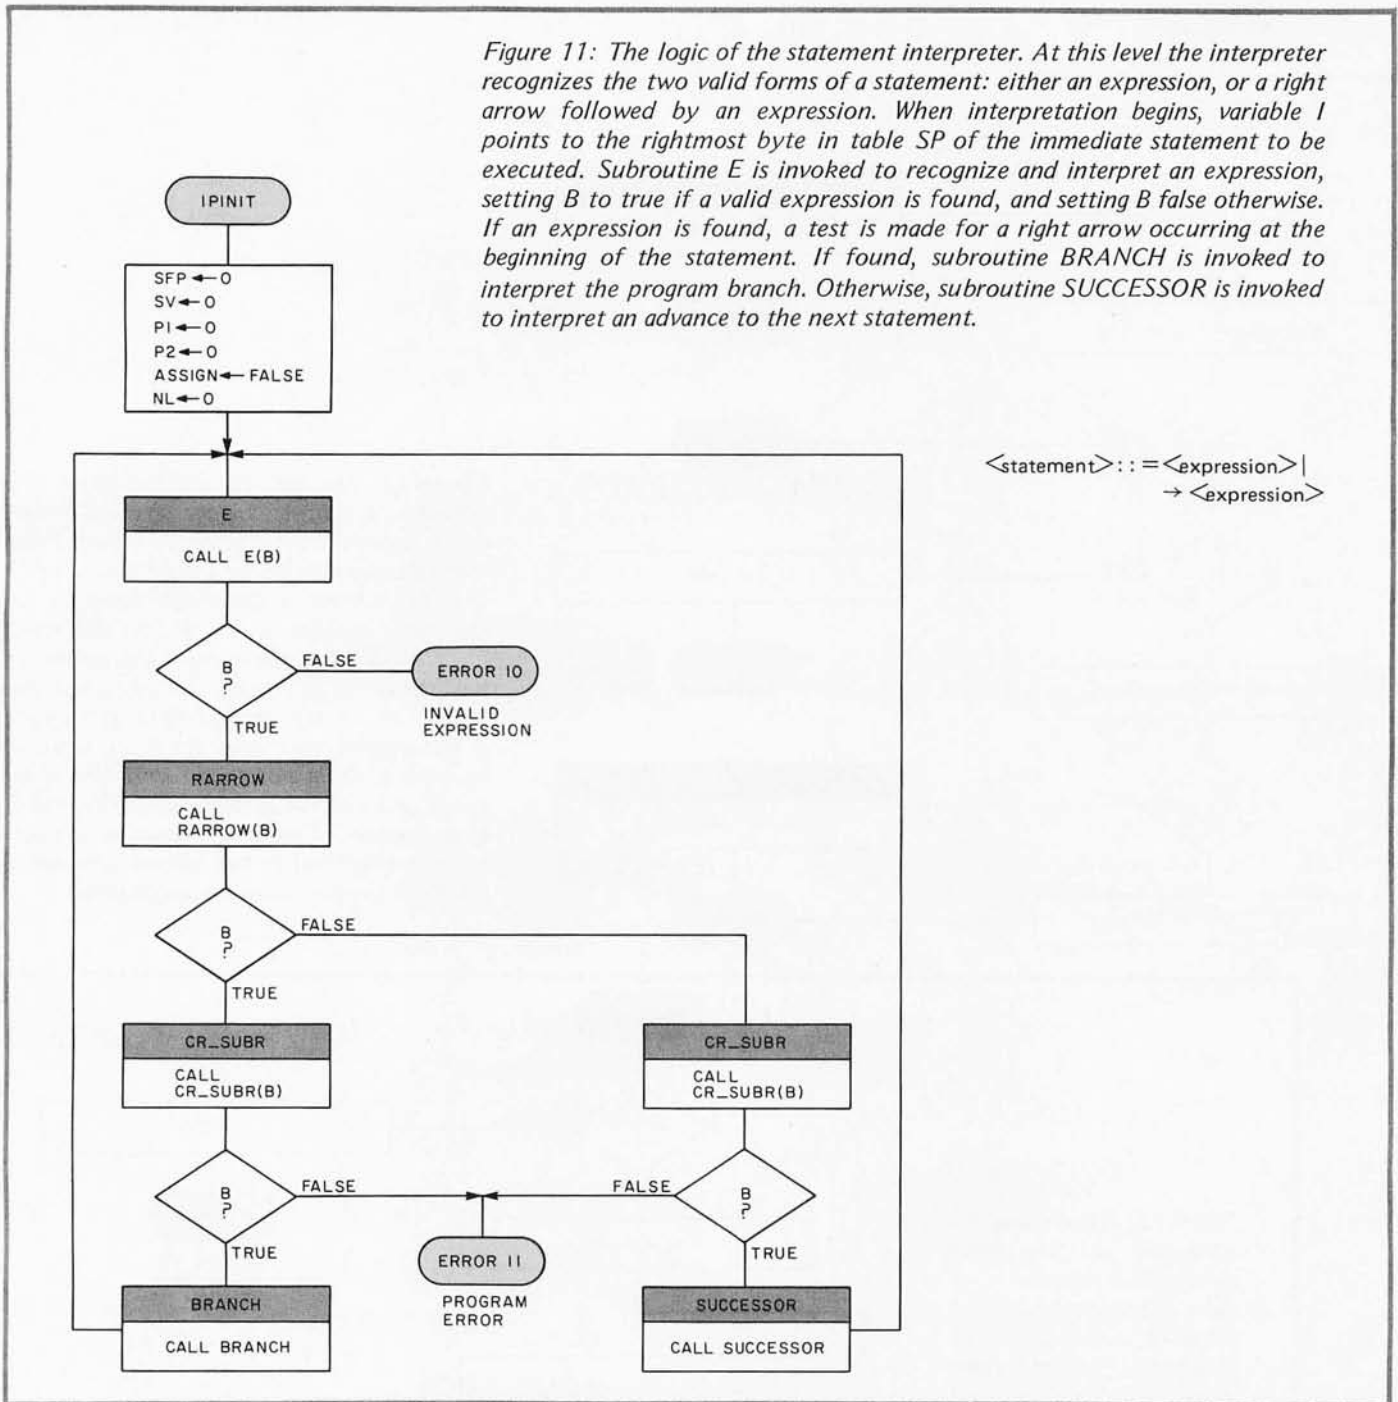 Figure 11: The logic of the statement interpreter. At this level the interpreter
recognizes the two valid forms of a statement: either an expression, or a right
arrow followed by an expression. When interpretation begins, variable I
points to the rightmost byte in table SP of the immediate statement to be
executed. Subroutine E is invoked to recognize and interpret an expression,
setting B to true if a valid expression is found, and setting B false otherwise.
If an expression is found, a test is made for a right arrow occurring at the
beginning of the statement. If found, subroutine BRANCH is invoked to
interpret the program branch. Otherwise, subroutine SUCCESSOR is invoked
to interpret an advance to the next statement.
IPINIT
SFP ← 0
SV ← 0
P1 ← 0
P2 ← 0
ASSIGN ← FALSE
NL ← 0
<statement>: : =<expression>|
→ <expression>
E
CALL E(B)
B
?
FALSE
ERROR 10
INVALID
EXPRESSION
TRUE
RARROW
CALL
RARROW(B)
B
?
FALSE
TRUE
CR_SUBR
CALL
CR_SUBR(B)
CR_SUBR
CALL
CR_SUBR(B)
B
?
FALSE
FALSE
B
?
TRUE
ERROR 11
PROGRAM
ERROR
TRUE
BRANCH
CALL BRANCH
SUCCESSOR
CALL SUCCESSOR